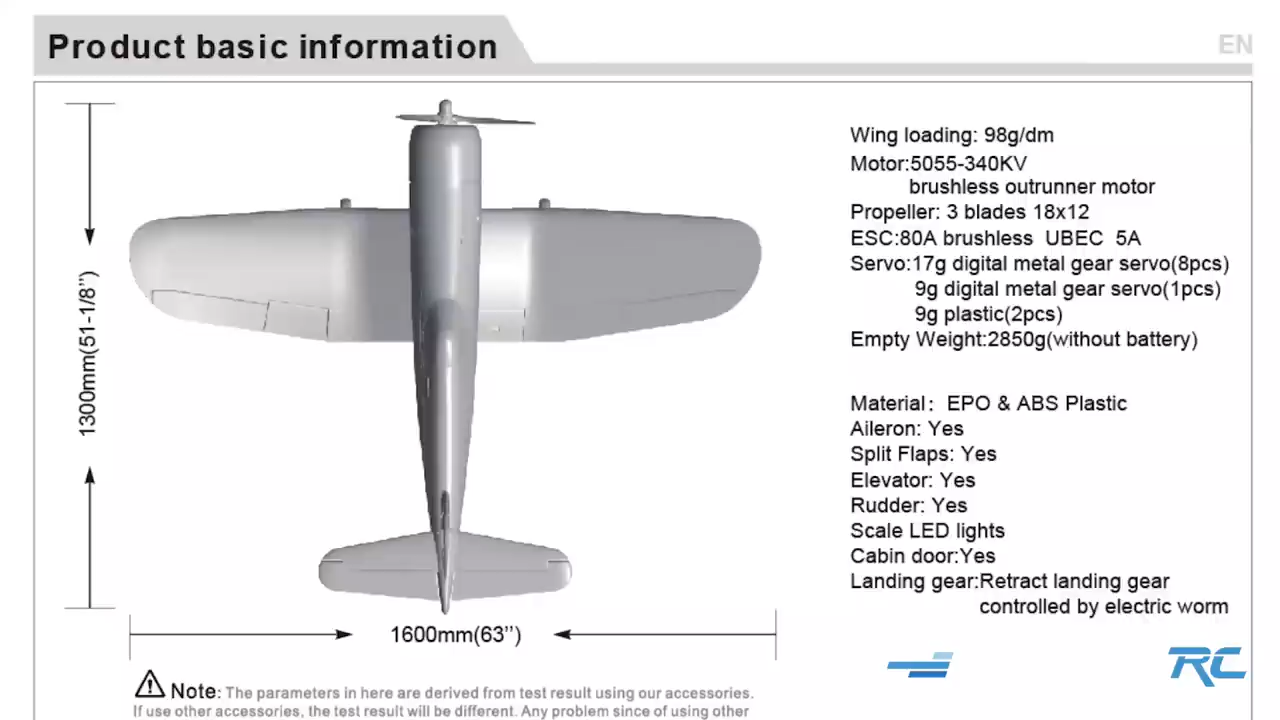 Product basic information
EN
1300mm(51-1/8’’)
1600mm(63’’)
Wing loading: 98g/dm
Motor:5055-340KV
brushless outrunner motor
Propeller: 3 blades 18x12
ESC:80A brushless UBEC 5A
Servo:17g digital metal gear servo(8pcs)
9g digital metal gear servo(1pcs)
9g plastic(2pcs)
Empty Weight:2850g(without battery)
Material: EPO & ABS Plastic
Aileron: Yes
Split Flaps: Yes
Elevator: Yes
Rudder: Yes
Scale LED lights
Cabin door:Yes
Landing gear:Retract landing gear
controlled by electric worm
RC
Note: The parameters in here are derived from test result using our accessories.
If use other accessories, the test result will be different. Any problem since of using other